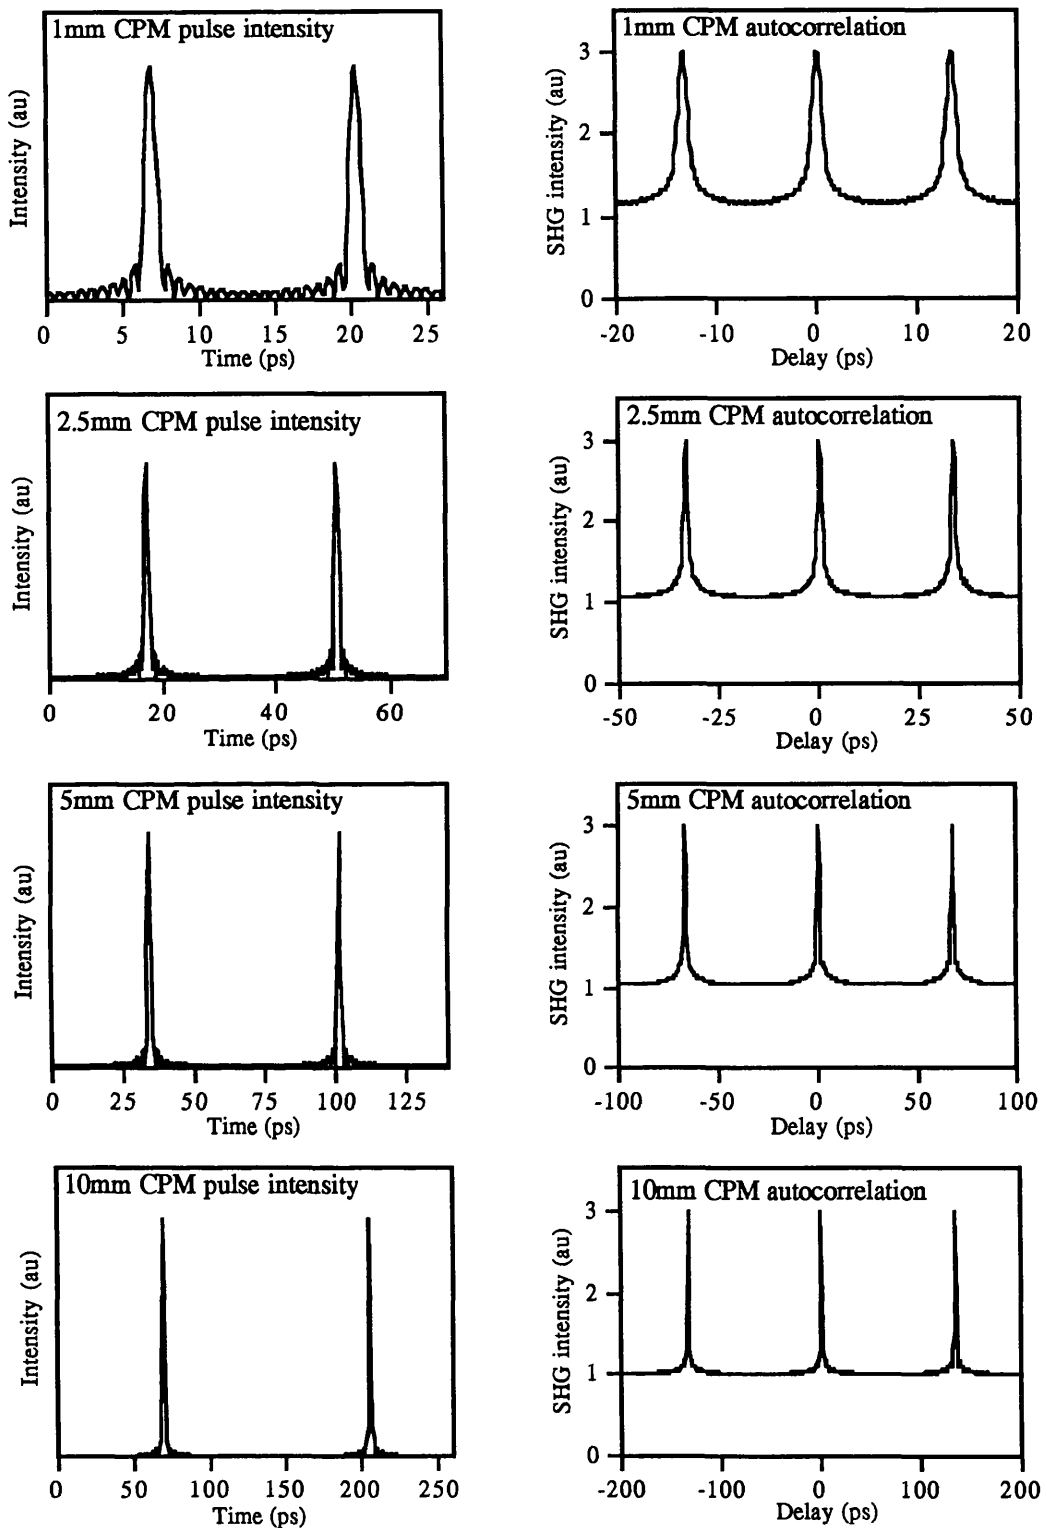 1mm CPM pulse intensity
Intensity (au)
0 5 10 15 20 25
Time (ps)
1mm CPM autocorrelation
SHG intensity (au)
3
2
1
0
-20 -10 0 10 20
Delay (ps)
2.5mm CPM pulse intensity
Intensity (au)
0 20 40 60
Time (ps)
2.5mm CPM autocorrelation
SHG intensity (au)
3
2
1
0
-50 -25 0 25 50
Delay (ps)
5mm CPM pulse intensity
Intensity (au)
0 25 50 75 100 125
Time (ps)
5mm CPM autocorrelation
SHG intensity (au)
3
2
1
0
-100 -50 0 50 100
Delay (ps)
10mm CPM pulse intensity
Intensity (au)
0 50 100 150 200 250
Time (ps)
10mm CPM autocorrelation
SHG intensity (au)
3
2
1
0
-200 -100 0 100 200
Delay (ps)